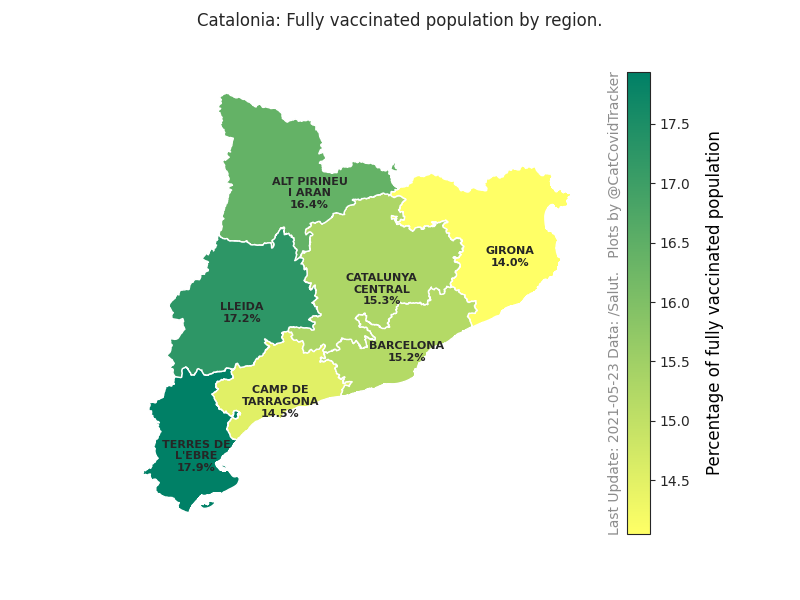 Catalonia: Fully vaccinated population by region.
ALT PIRINEU
I ARAN
16.4%
GIRONA
14.0%
CATALUNYA
CENTRAL
15.3%
LLEIDA
17.2%
BARCELONA
15.2%
CAMP DE
TARRAGONA
14.5%
TERRES DE
L'EBRE
17.9%
Last Update: 2021-05-23 Data: /Salut.   Plots by @CatCovidTracker
17.5
17.0
16.5
16.0
15.5
15.0
14.5
Percentage of fully vaccinated population